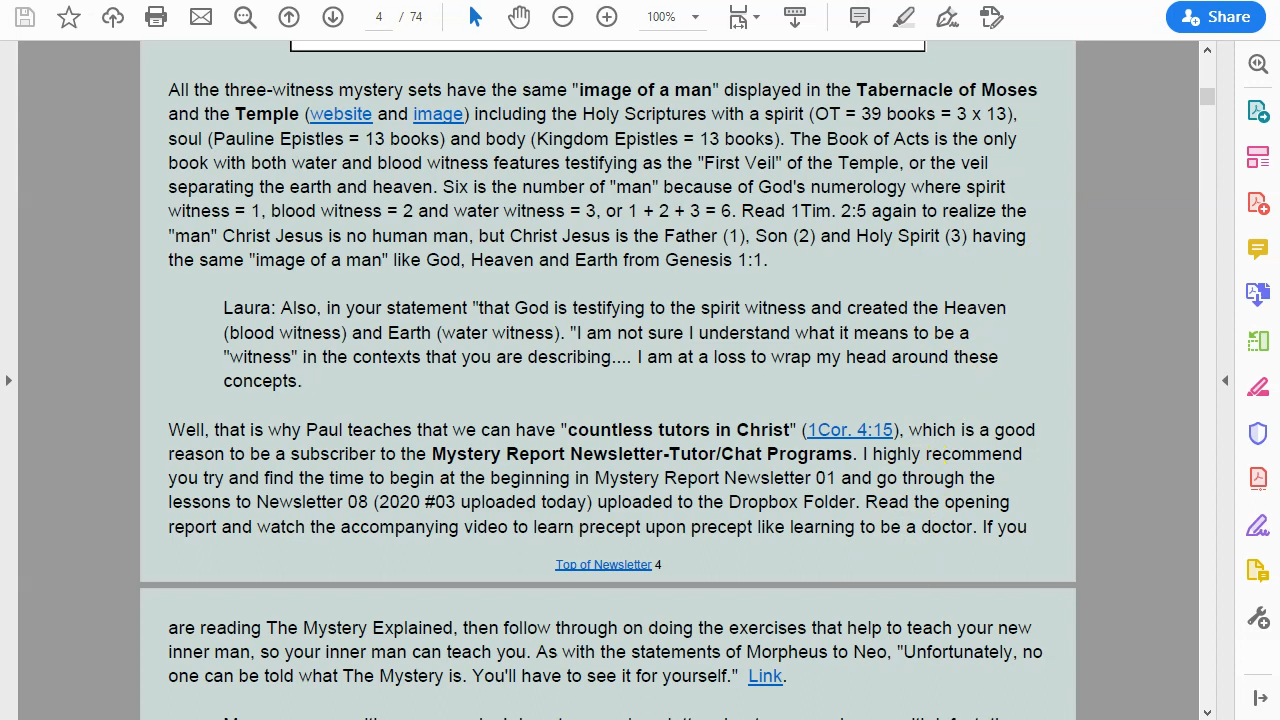 4 / 74
100%
Share
All the three-witness mystery sets have the same "image of a man" displayed in the Tabernacle of Moses
and the Temple (website and image) including the Holy Scriptures with a spirit (OT = 39 books = 3 x 13),
soul (Pauline Epistles = 13 books) and body (Kingdom Epistles = 13 books). The Book of Acts is the only
book with both water and blood witness features testifying as the "First Veil" of the Temple, or the veil
separating the earth and heaven. Six is the number of "man" because of God's numerology where spirit
witness = 1, blood witness = 2 and water witness = 3, or 1 + 2 + 3 = 6. Read 1Tim. 2:5 again to realize the
"man" Christ Jesus is no human man, but Christ Jesus is the Father (1), Son (2) and Holy Spirit (3) having
the same "image of a man" like God, Heaven and Earth from Genesis 1:1.
Laura: Also, in your statement "that God is testifying to the spirit witness and created the Heaven
(blood witness) and Earth (water witness). "I am not sure I understand what it means to be a
"witness" in the contexts that you are describing.... I am at a loss to wrap my head around these
concepts.
Well, that is why Paul teaches that we can have "countless tutors in Christ" (1Cor. 4:15), which is a good
reason to be a subscriber to the Mystery Report Newsletter-Tutor/Chat Programs. I highly recommend
you try and find the time to begin at the beginning in Mystery Report Newsletter 01 and go through the
lessons to Newsletter 08 (2020 #03 uploaded today) uploaded to the Dropbox Folder. Read the opening
report and watch the accompanying video to learn precept upon precept like learning to be a doctor. If you
Top of Newsletter 4
are reading The Mystery Explained, then follow through on doing the exercises that help to teach your new
inner man, so your inner man can teach you. As with the statements of Morpheus to Neo, "Unfortunately, no
one can be told what The Mystery is. You'll have to see it for yourself." Link.